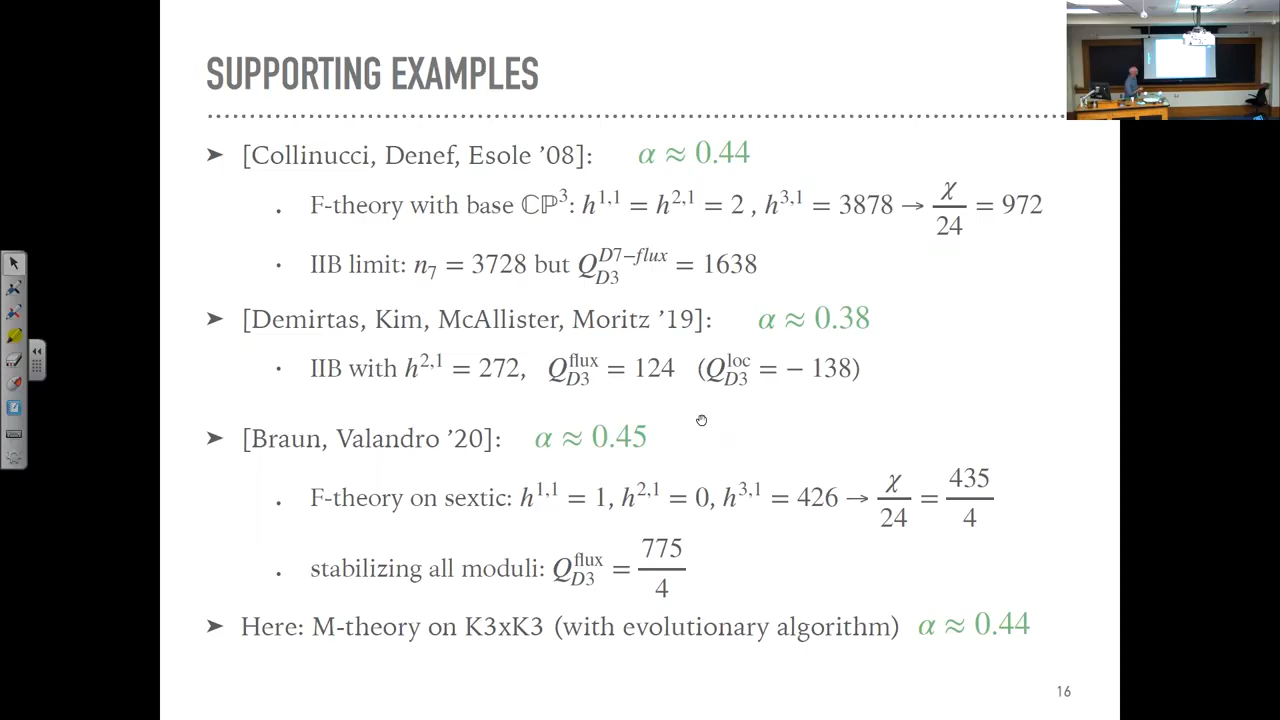 SUPPORTING EXAMPLES
➤ [Collinucci, Denef, Esole '08]: α ≈ 0.44
• F-theory with base ℂℙ³: h^{1,1} = h^{2,1} = 2 , h^{3,1} = 3878 → χ/24 = 972
• IIB limit: n₇ = 3728 but Q_{D3}^{D7−flux} = 1638
➤ [Demirtas, Kim, McAllister, Moritz '19]: α ≈ 0.38
• IIB with h^{2,1} = 272, Q_{D3}^{flux} = 124 (Q_{D3}^{loc} = − 138)
➤ [Braun, Valandro '20]: α ≈ 0.45
• F-theory on sextic: h^{1,1} = 1, h^{2,1} = 0, h^{3,1} = 426 → χ/24 = 435/4
• stabilizing all moduli: Q_{D3}^{flux} = 775/4
➤ Here: M-theory on K3xK3 (with evolutionary algorithm) α ≈ 0.44
16